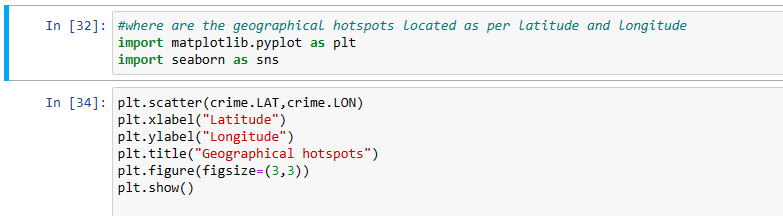 In [32]: #where are the geographical hotspots located as per latitude and Longitude
import matplotlib.pyplot as plt
import seaborn as sns
In [34]: plt.scatter(crime.LAT,crime.LON)
plt.xlabel("Latitude")
plt.ylabel("Longitude")
plt.title("Geographical hotspots")
plt.figure(figsize=(3,3))
plt.show()